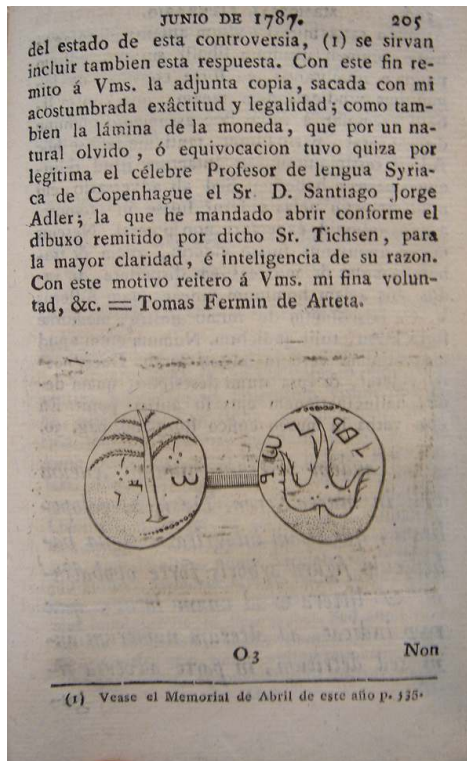 JUNIO DE 1787. 205
del estado de esta controversia, (1) se sirvan
incluir tambien esta respuesta. Con este fin re-
mito á Vms. la adjunta copia, sacada con mi
acostumbrada exâctitud y legalidad; como tam-
bien la lámina de la moneda, que por un na-
tural olvido, ó equivocacion tuvo quiza por
legitima el célebre Profesor de lengua Syria-
ca de Copenhague el Sr. D. Santiago Jorge
Adler; la que he mandado abrir conforme el
dibuxo remitido por dicho Sr. Tichsen, para
la mayor claridad, é inteligencia de su razon.
Con este motivo reitero á Vms. mi fina volun-
tad, &c. = Tomas Fermin de Arteta.
O3 Non
(1) Vease el Memorial de Abril de este año p. 535.